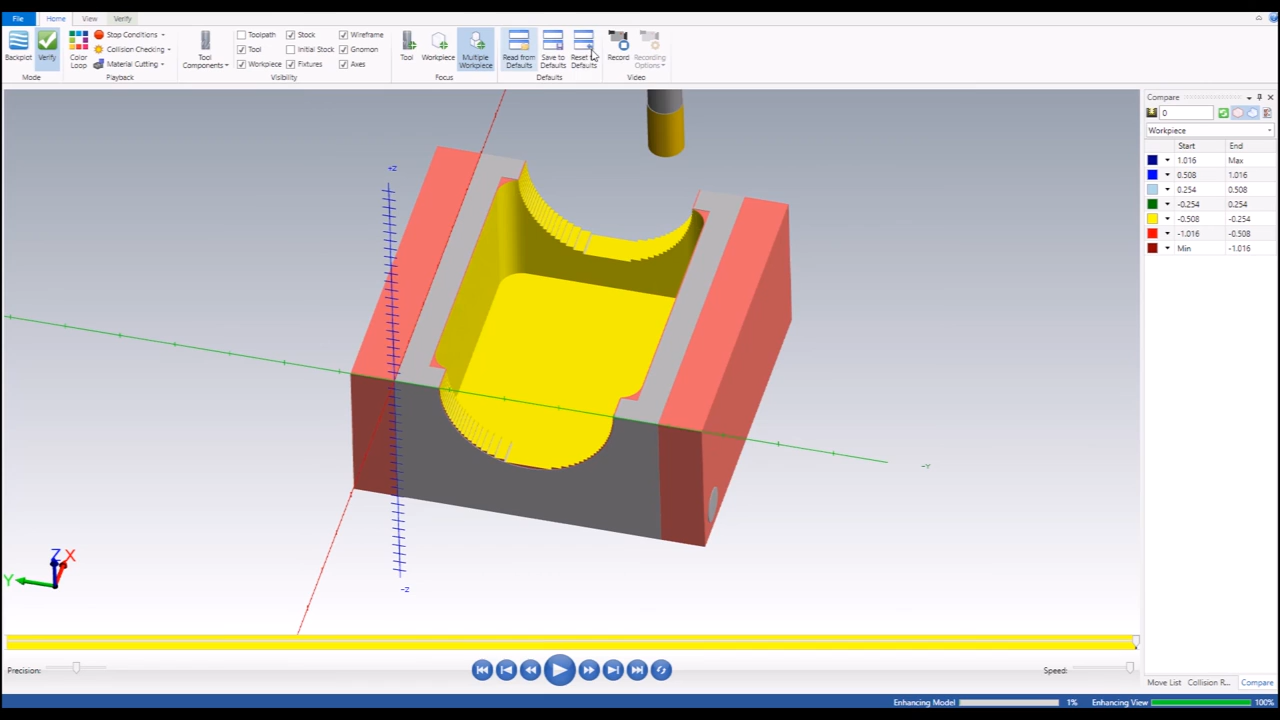 File Home View Verify
Backplot Verify Color Loop Stop Conditions Collision Checking Material Cutting
Mode Playback
Tool Components Toolpath Tool Workpiece Stock Initial Stock Fixtures Wireframe Gnomon Axes
Visibility
Tool Workpiece Multiple Workpiece
Focus
Read from Defaults Save to Defaults Reset Defaults
Defaults
Record Recording Options
Video
Compare
0
Workpiece
Start End
1.016 Max
0.508 1.016
0.254 0.508
-0.254 0.254
-0.508 -0.254
-1.016 -0.508
Min -1.016
+Z
-Y
-Z
Z X
Y
Precision: Speed:
Move List Collision R... Compare
Enhancing Model 1% Enhancing View 100%